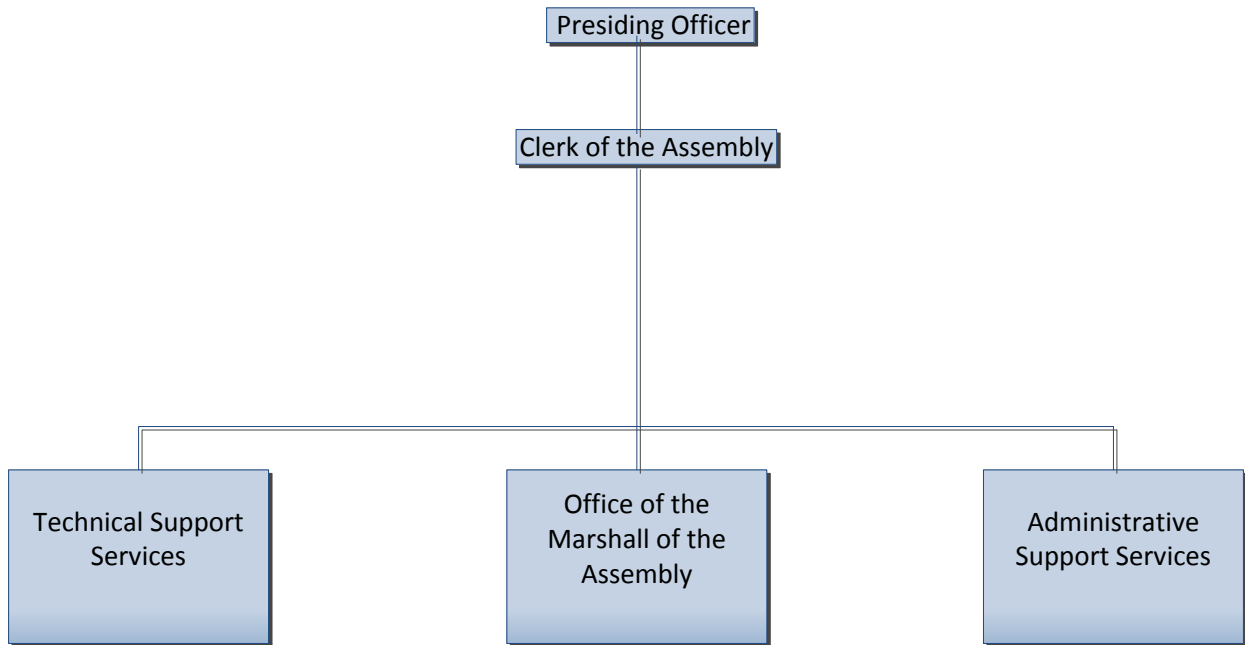 Presiding Officer
Clerk of the Assembly
Technical Support
Services
Office of the
Marshall of the
Assembly
Administrative
Support Services